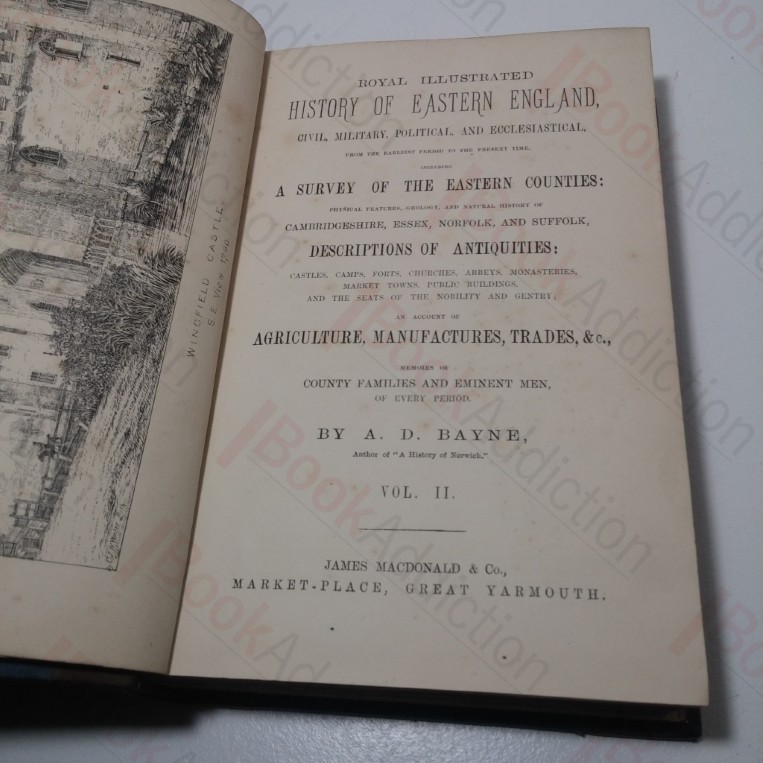 WINGFIELD CASTLE.
S.E. View 1740.
ROYAL ILLUSTRATED
HISTORY OF EASTERN ENGLAND,
CIVIL, MILITARY, POLITICAL, AND ECCLESIASTICAL,
FROM THE EARLIEST PERIOD TO THE PRESENT TIME,
INCLUDING
A SURVEY OF THE EASTERN COUNTIES:
PHYSICAL FEATURES, GEOLOGY, AND NATURAL HISTORY OF
CAMBRIDGESHIRE, ESSEX, NORFOLK, AND SUFFOLK,
DESCRIPTIONS OF ANTIQUITIES:
CASTLES, CAMPS, FORTS, CHURCHES, ABBEYS, MONASTERIES,
MARKET TOWNS, PUBLIC BUILDINGS,
AND THE SEATS OF THE NOBILITY AND GENTRY;
AN ACCOUNT OF
AGRICULTURE, MANUFACTURES, TRADES, &c.,
MEMOIRS OF
COUNTY FAMILIES AND EMINENT MEN,
OF EVERY PERIOD.
BY A. D. BAYNE,
Author of "A History of Norwich."
VOL. II.
JAMES MACDONALD & Co.,
MARKET-PLACE, GREAT YARMOUTH.
BookAddiction